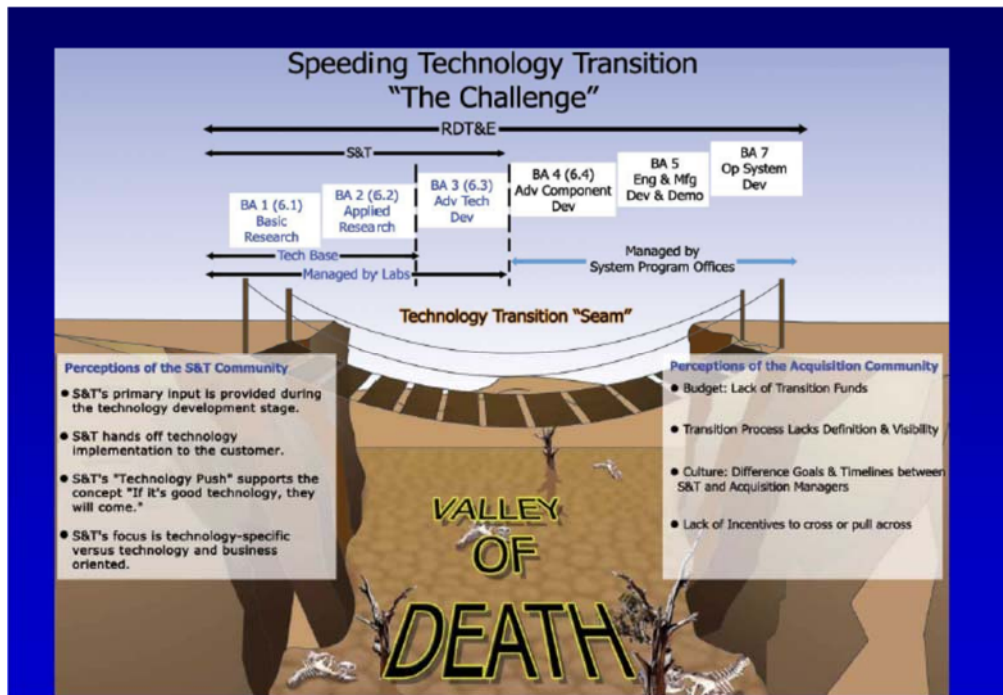 Speeding Technology Transition
"The Challenge"
RDT&E
S&T
BA 1 (6.1)
Basic
Research
BA 2 (6.2)
Applied
Research
BA 3 (6.3)
Adv Tech
Dev
BA 4 (6.4)
Adv Component
Dev
BA 5
Eng & Mfg
Dev & Demo
BA 7
Op System
Dev
Tech Base
Managed by Labs
Managed by
System Program Offices
Technology Transition "Seam"
Perceptions of the S&T Community
● S&T's primary input is provided during
the technology development stage.
● S&T hands off technology
implementation to the customer.
● S&T's "Technology Push" supports the
concept "If it's good technology, they
will come."
● S&T's focus is technology-specific
versus technology and business
oriented.
Perceptions of the Acquisition Community
● Budget: Lack of Transition Funds
● Transition Process Lacks Definition & Visibility
● Culture: Difference Goals & Timelines between
S&T and Acquisition Managers
● Lack of Incentives to cross or pull across
VALLEY
OF
DEATH